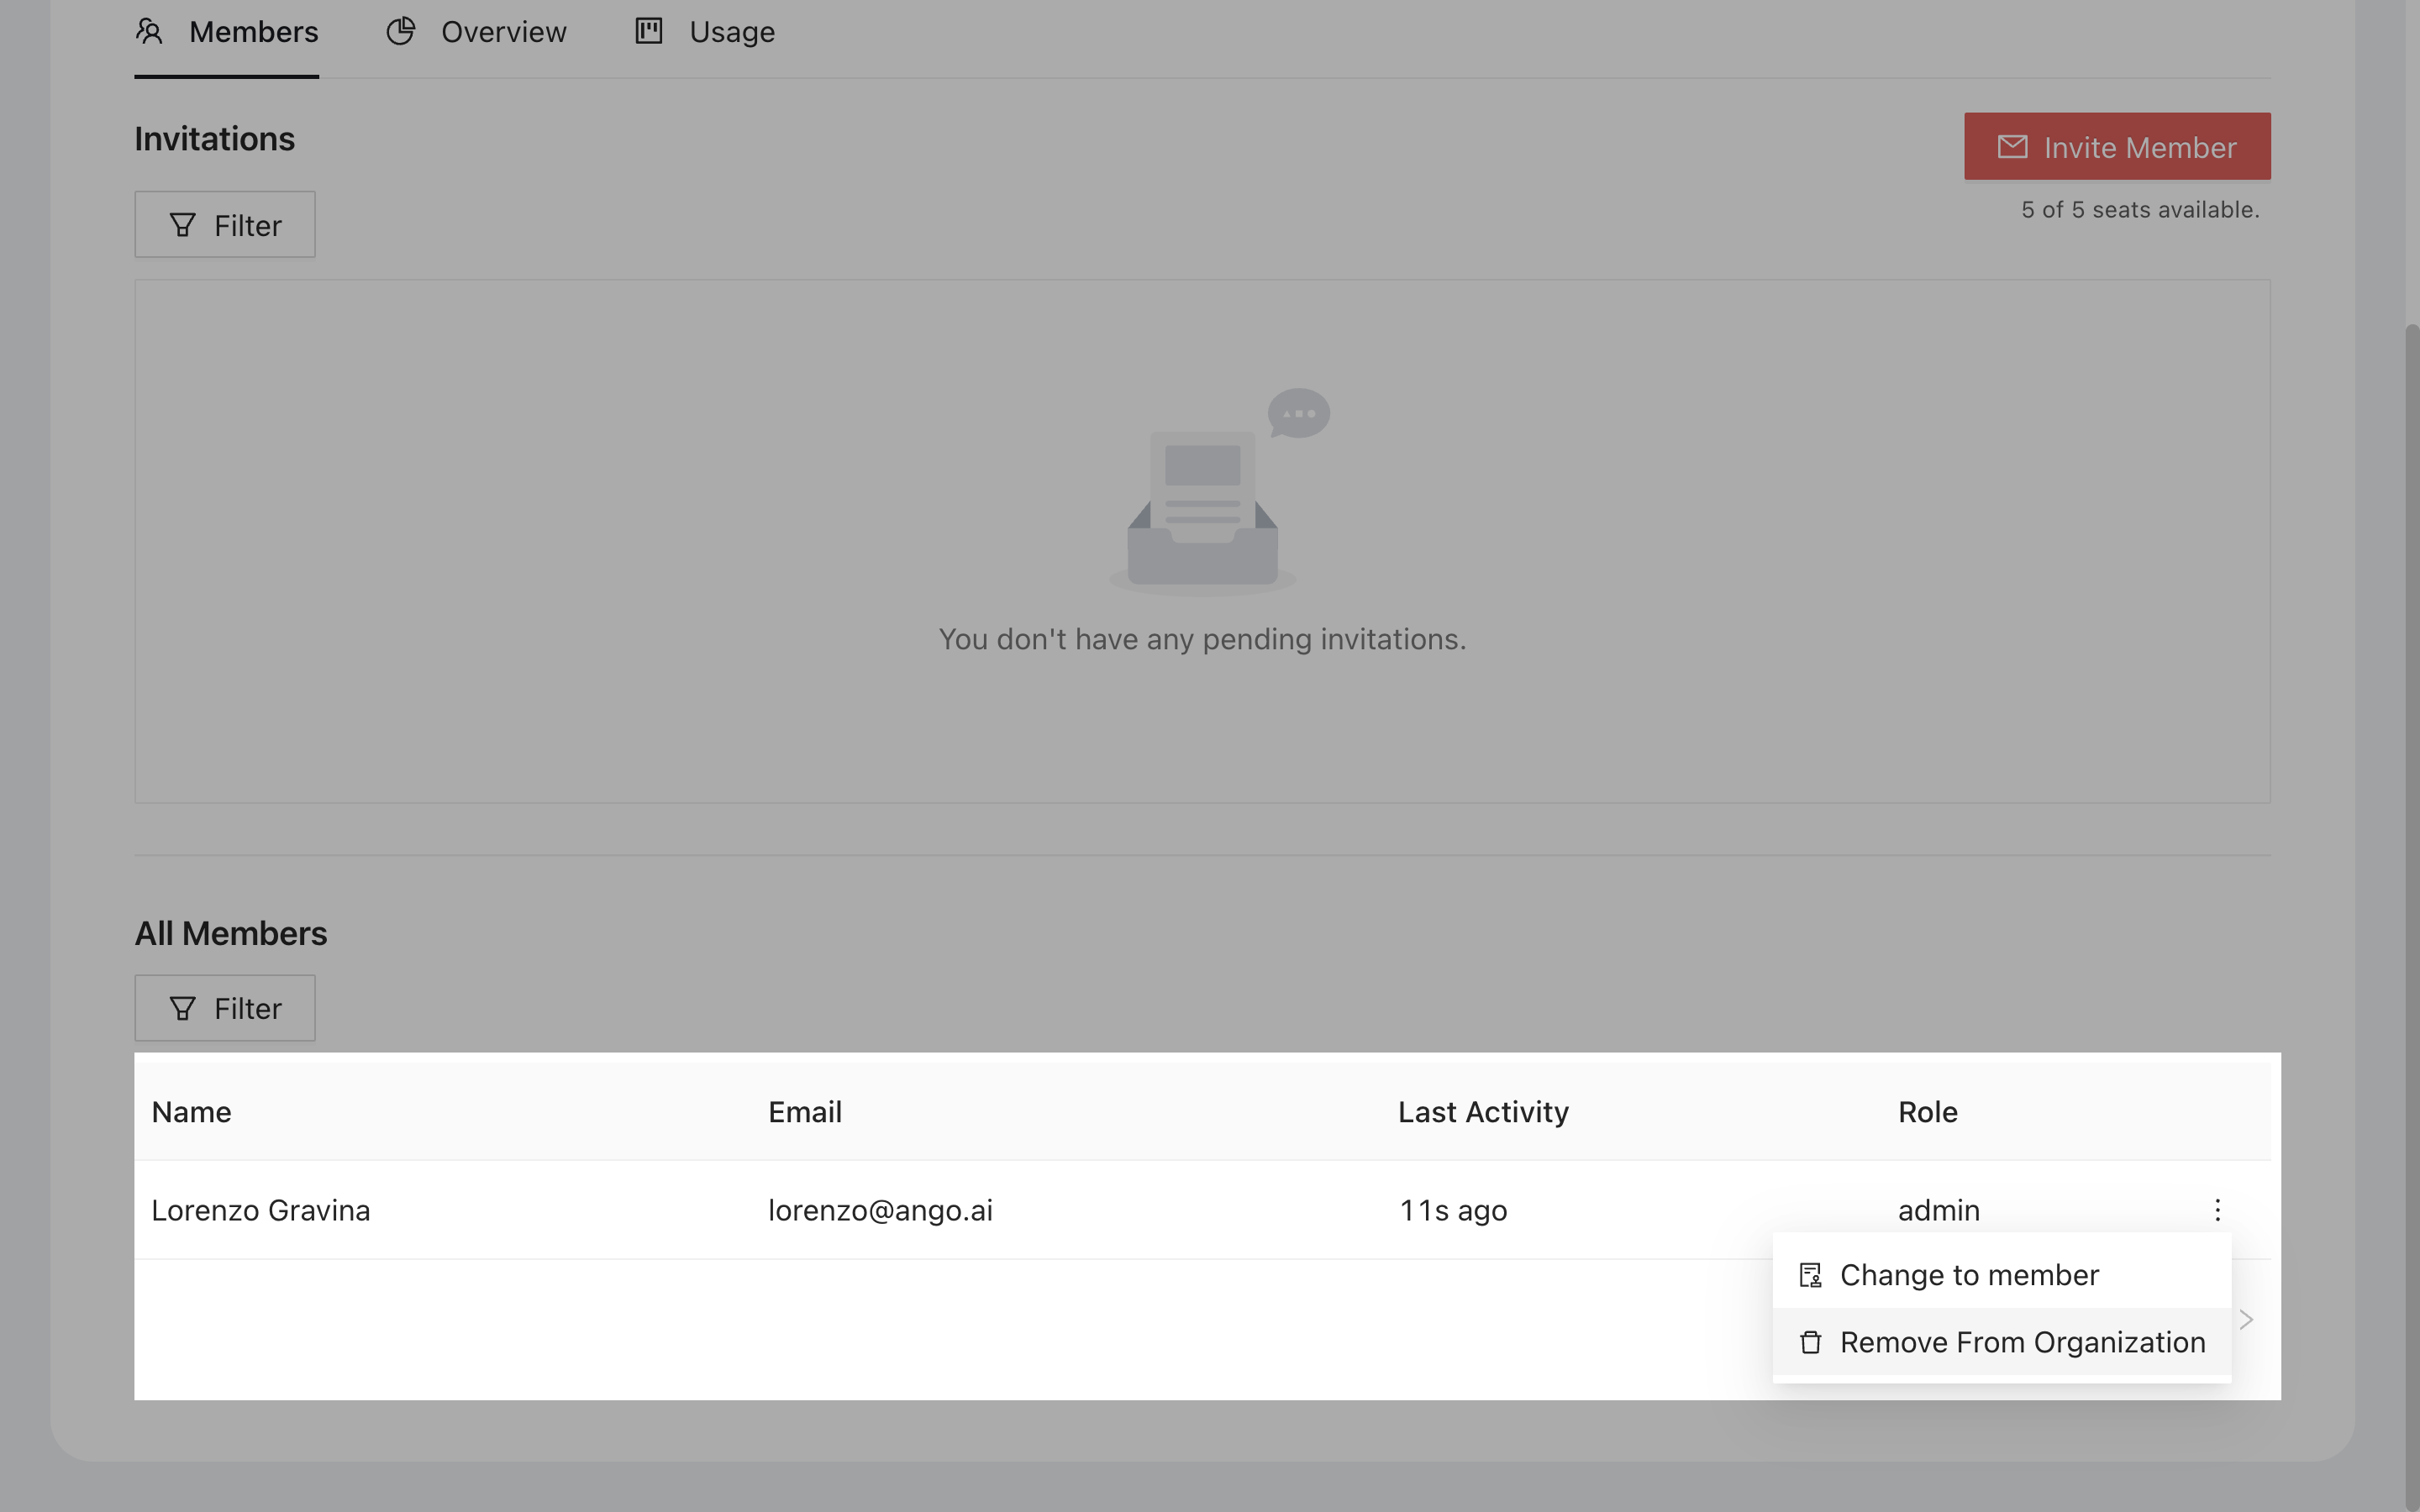 Members Overview Usage
Invitations
Invite Member
5 of 5 seats available.
Filter
You don't have any pending invitations.
All Members
Filter
Name Email Last Activity Role
Lorenzo Gravina lorenzo@ango.ai 11s ago admin
Change to member
Remove From Organization